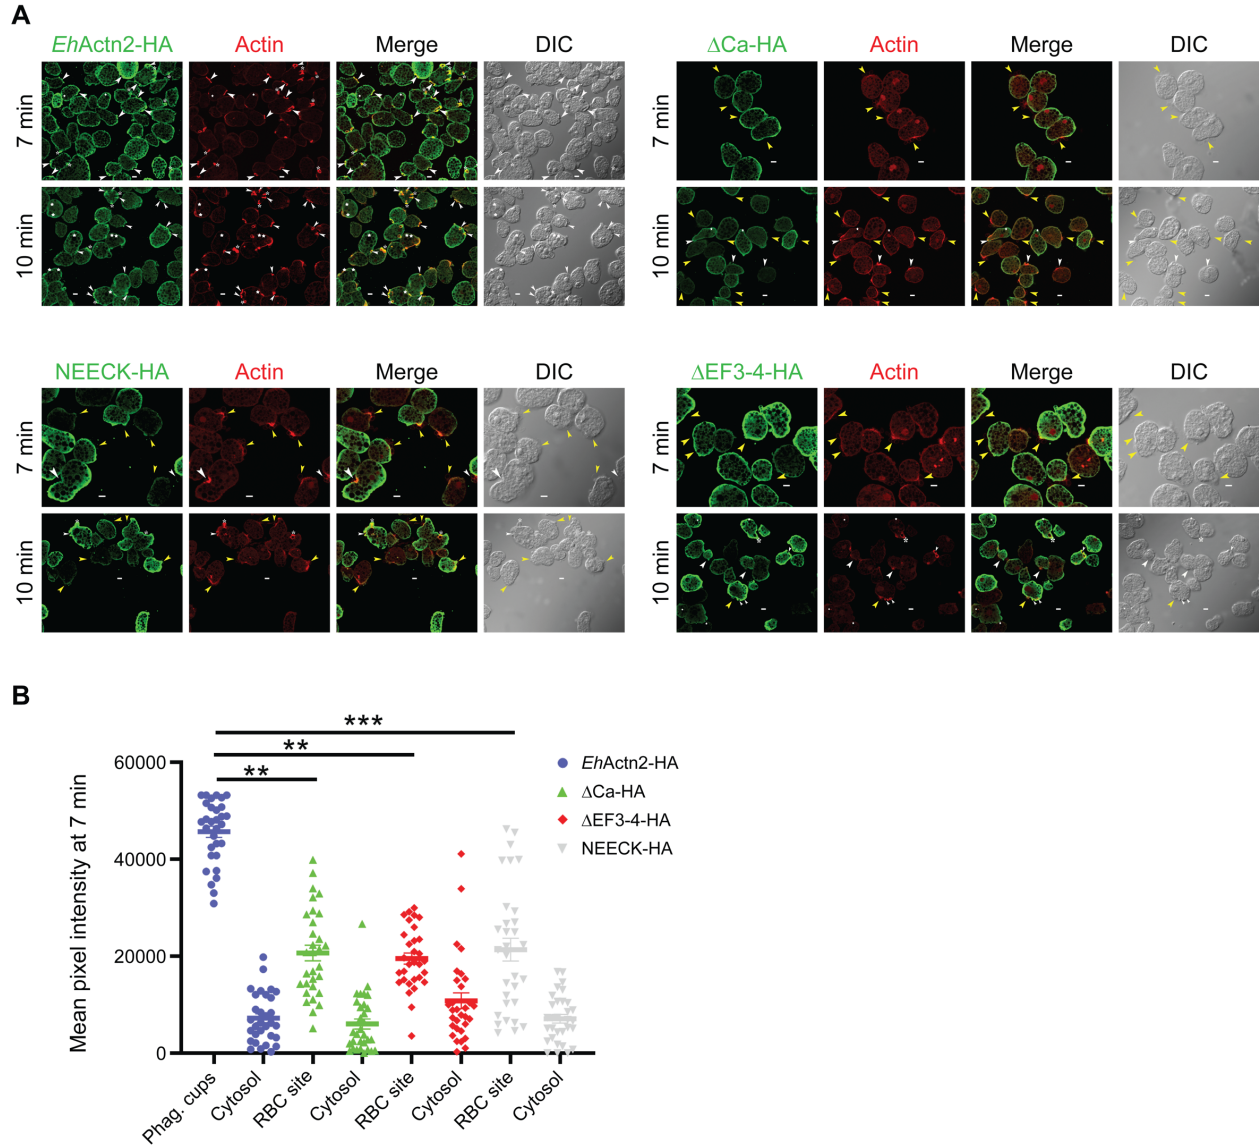 A
EhActn2-HA Actin Merge DIC
ΔCa-HA Actin Merge DIC
7 min
7 min
10 min
10 min
NEECK-HA Actin Merge DIC
ΔEF3-4-HA Actin Merge DIC
7 min
7 min
10 min
10 min
B
***
**
**
Mean pixel intensity at 7 min
60000
40000
20000
0
EhActn2-HA
ΔCa-HA
ΔEF3-4-HA
NEECK-HA
Phag. cups
Cytosol
RBC site
Cytosol
RBC site
Cytosol
RBC site
Cytosol